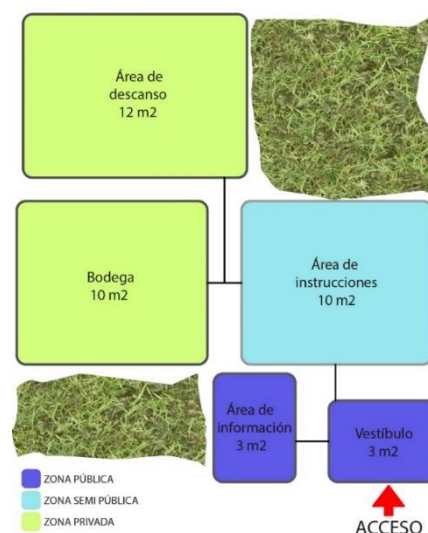 Área de
descanso
12 m2
Bodega
10 m2
Área de
instrucciones
10 m2
Área de
información
3 m2
Vestíbulo
3 m2
ZONA PÚBLICA
ZONA SEMI PÚBLICA
ZONA PRIVADA
ACCESO